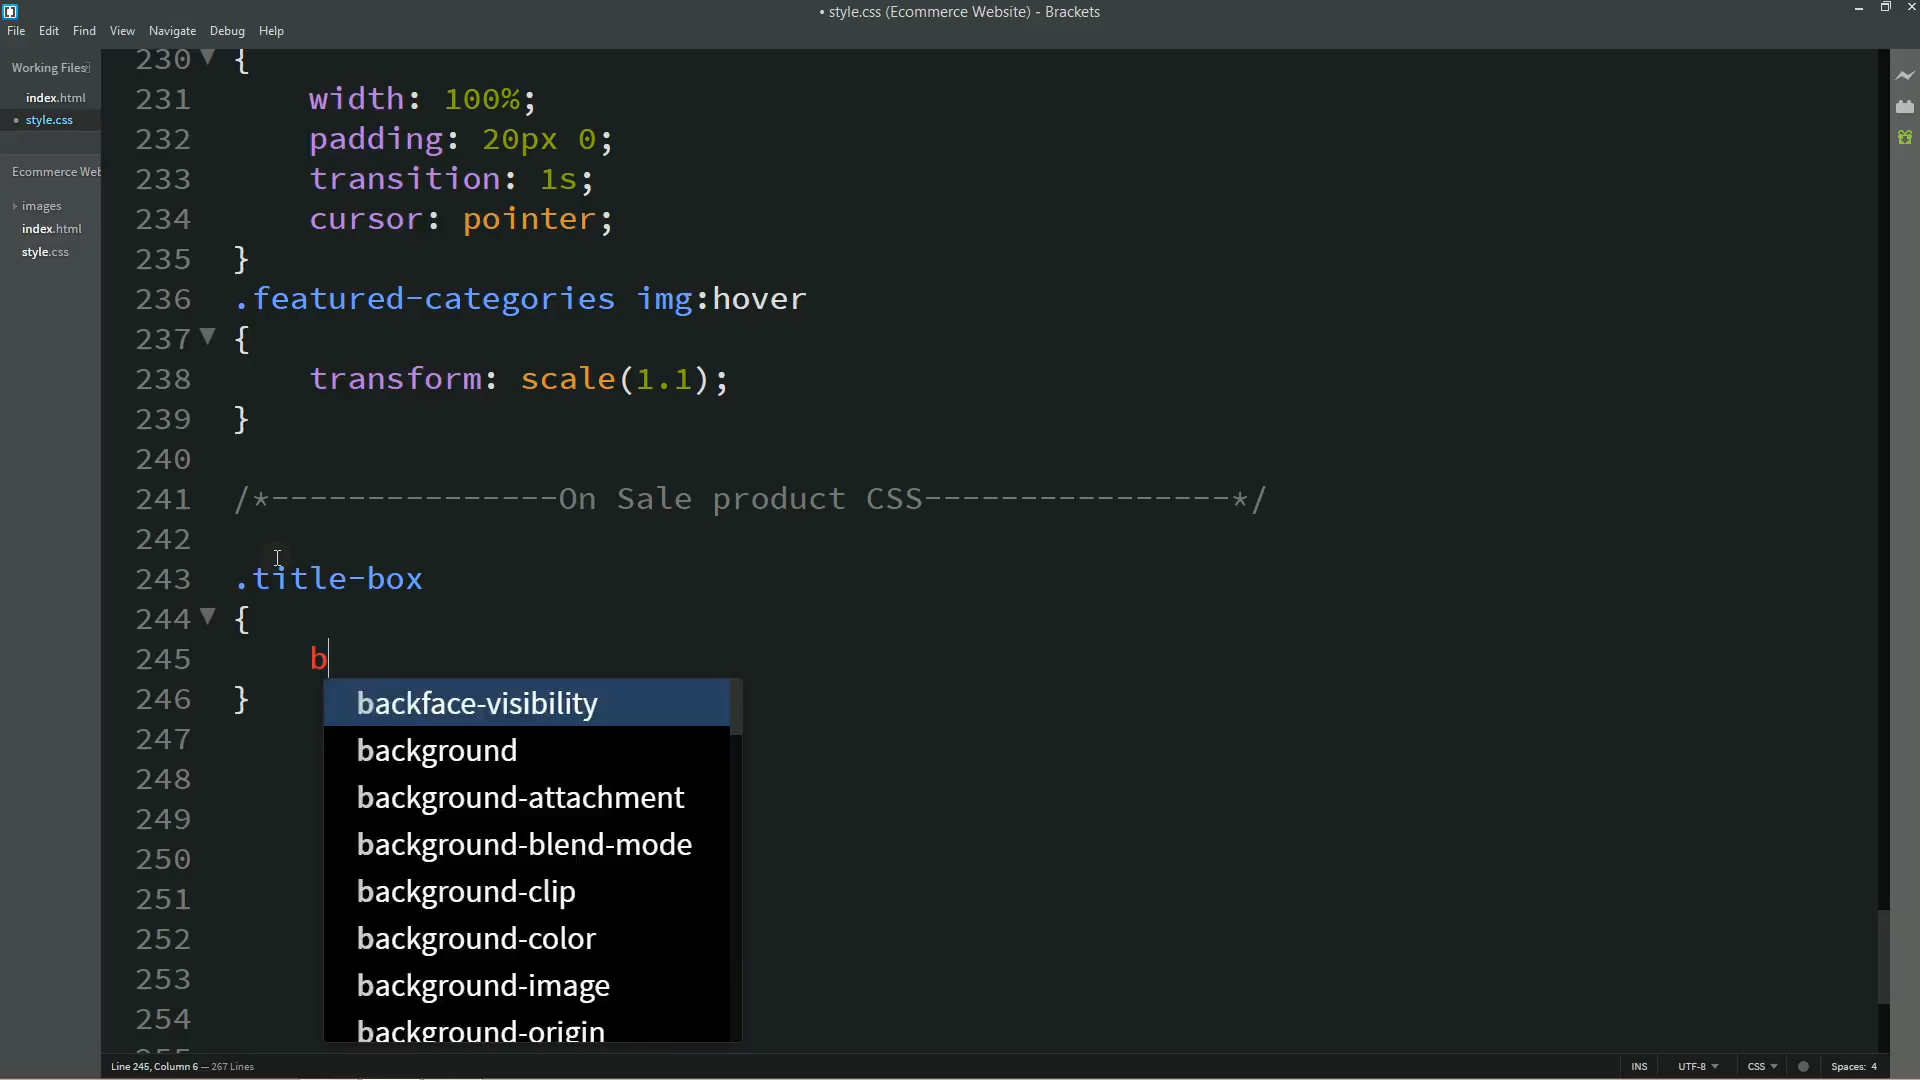 • style.css (Ecommerce Website) - Brackets
File Edit Find View Navigate Debug Help
Working Files
index.html
• style.css
Ecommerce Web
images
index.html
style.css
230 {
231 width: 100%;
232 padding: 20px 0;
233 transition: 1s;
234 cursor: pointer;
235 }
236 .featured-categories img:hover
237 {
238 transform: scale(1.1);
239 }
240
241 /*---------------On Sale product CSS----------------*/
242
243 .title-box
244 {
245 b
246 }
247
248
249
250
251
252
253
254
255
backface-visibility
background
background-attachment
background-blend-mode
background-clip
background-color
background-image
background-origin
Line 245, Column 6 — 267 Lines
INS UTF-8 CSS Spaces: 4